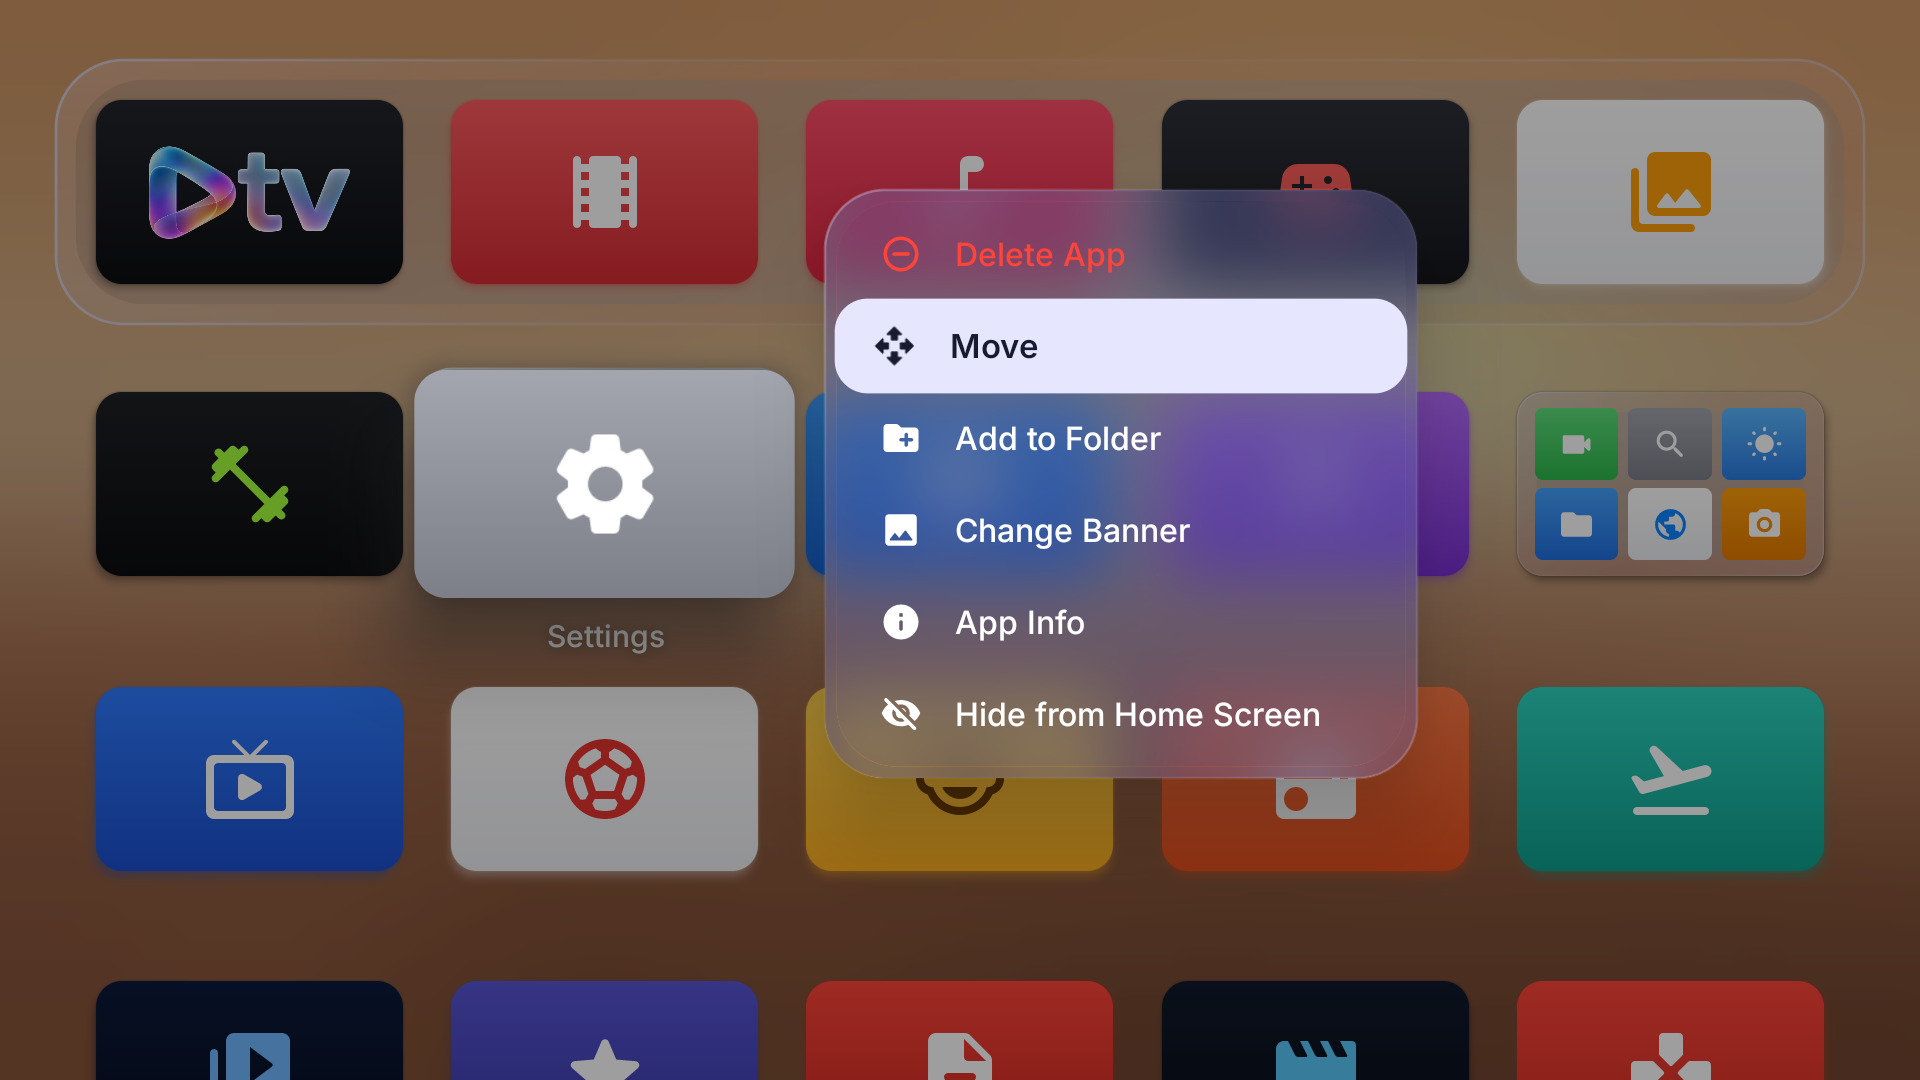 tv
Delete App
Move
Add to Folder
Change Banner
App Info
Hide from Home Screen
Settings